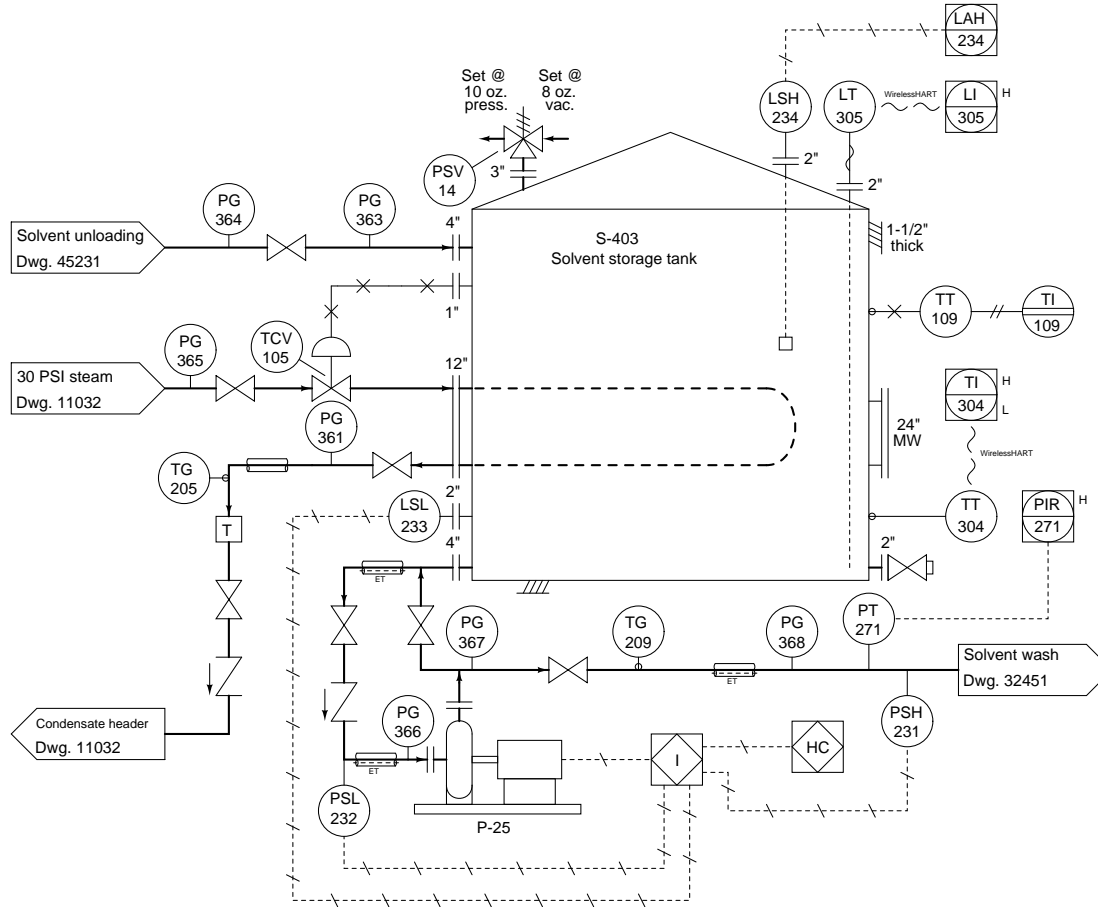 LAH
234
Set @
10 oz.
press.
Set @
8 oz.
vac.
LSH
234
LT
305
WirelessHART
LI
305
H
PSV
14
3"
2"
2"
PG
364
PG
363
4"
Solvent unloading
Dwg. 45231
S-403
Solvent storage tank
1-1/2"
thick
1"
TT
109
TI
109
PG
365
TCV
105
12"
30 PSI steam
Dwg. 11032
TI
304
H
L
PG
361
24"
MW
WirelessHART
TG
205
2"
LSL
233
TT
304
PIR
271
H
T
4"
2"
ET
PG
367
TG
209
PG
368
PT
271
ET
Solvent wash
Dwg. 32451
Condensate header
Dwg. 11032
PG
366
PSH
231
ET
I
HC
PSL
232
P-25